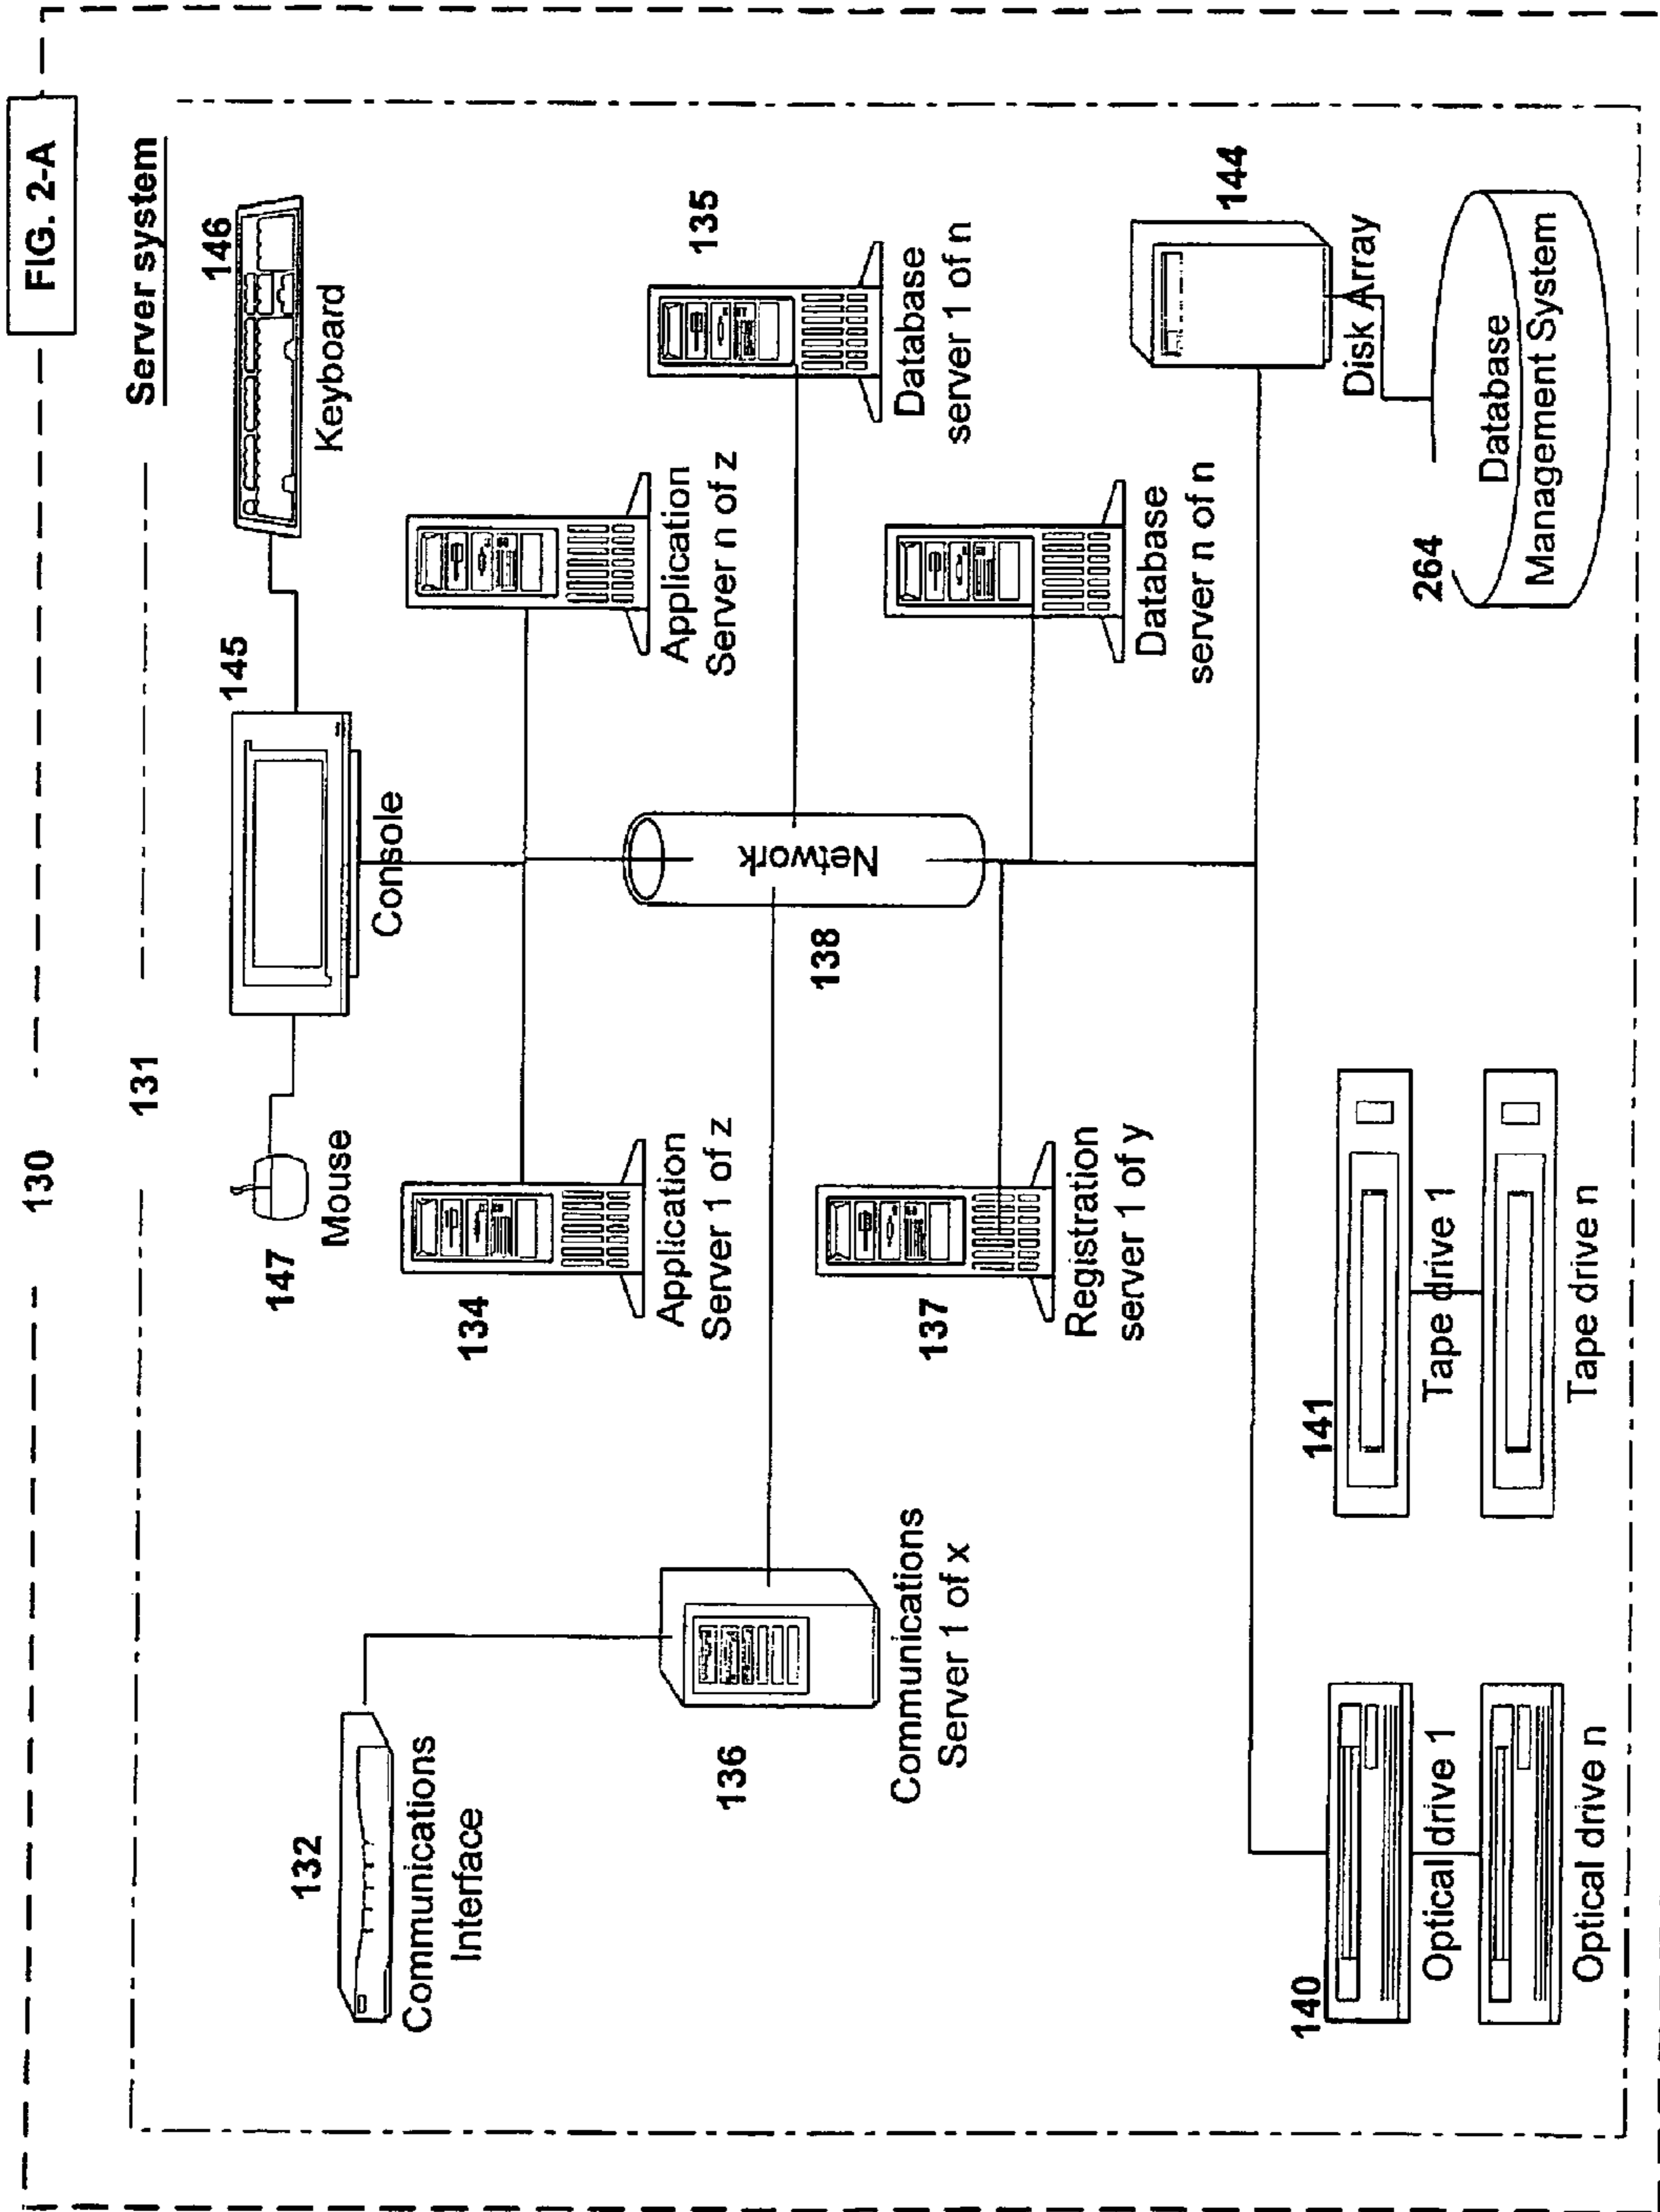 FIG. 2-A
130
131
Server system
147
Mouse
145
Console
146
Keyboard
132
Communications
Interface
134
Application
Server 1 of z
Application
Server n of z
136
Communications
Server 1 of x
138
Network
135
Database
server 1 of n
137
Registration
server 1 of y
Database
server n of n
140
Optical drive 1
Optical drive n
141
Tape drive 1
Tape drive n
144
Disk Array
264
Database
Management System